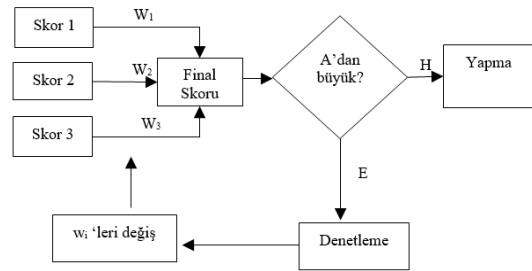 Skor 1
W₁
Skor 2
W₂
Skor 3
W₃
Final
Skoru
A’dan
büyük?
H
Yapma
E
Denetleme
wᵢ ‘leri değiş